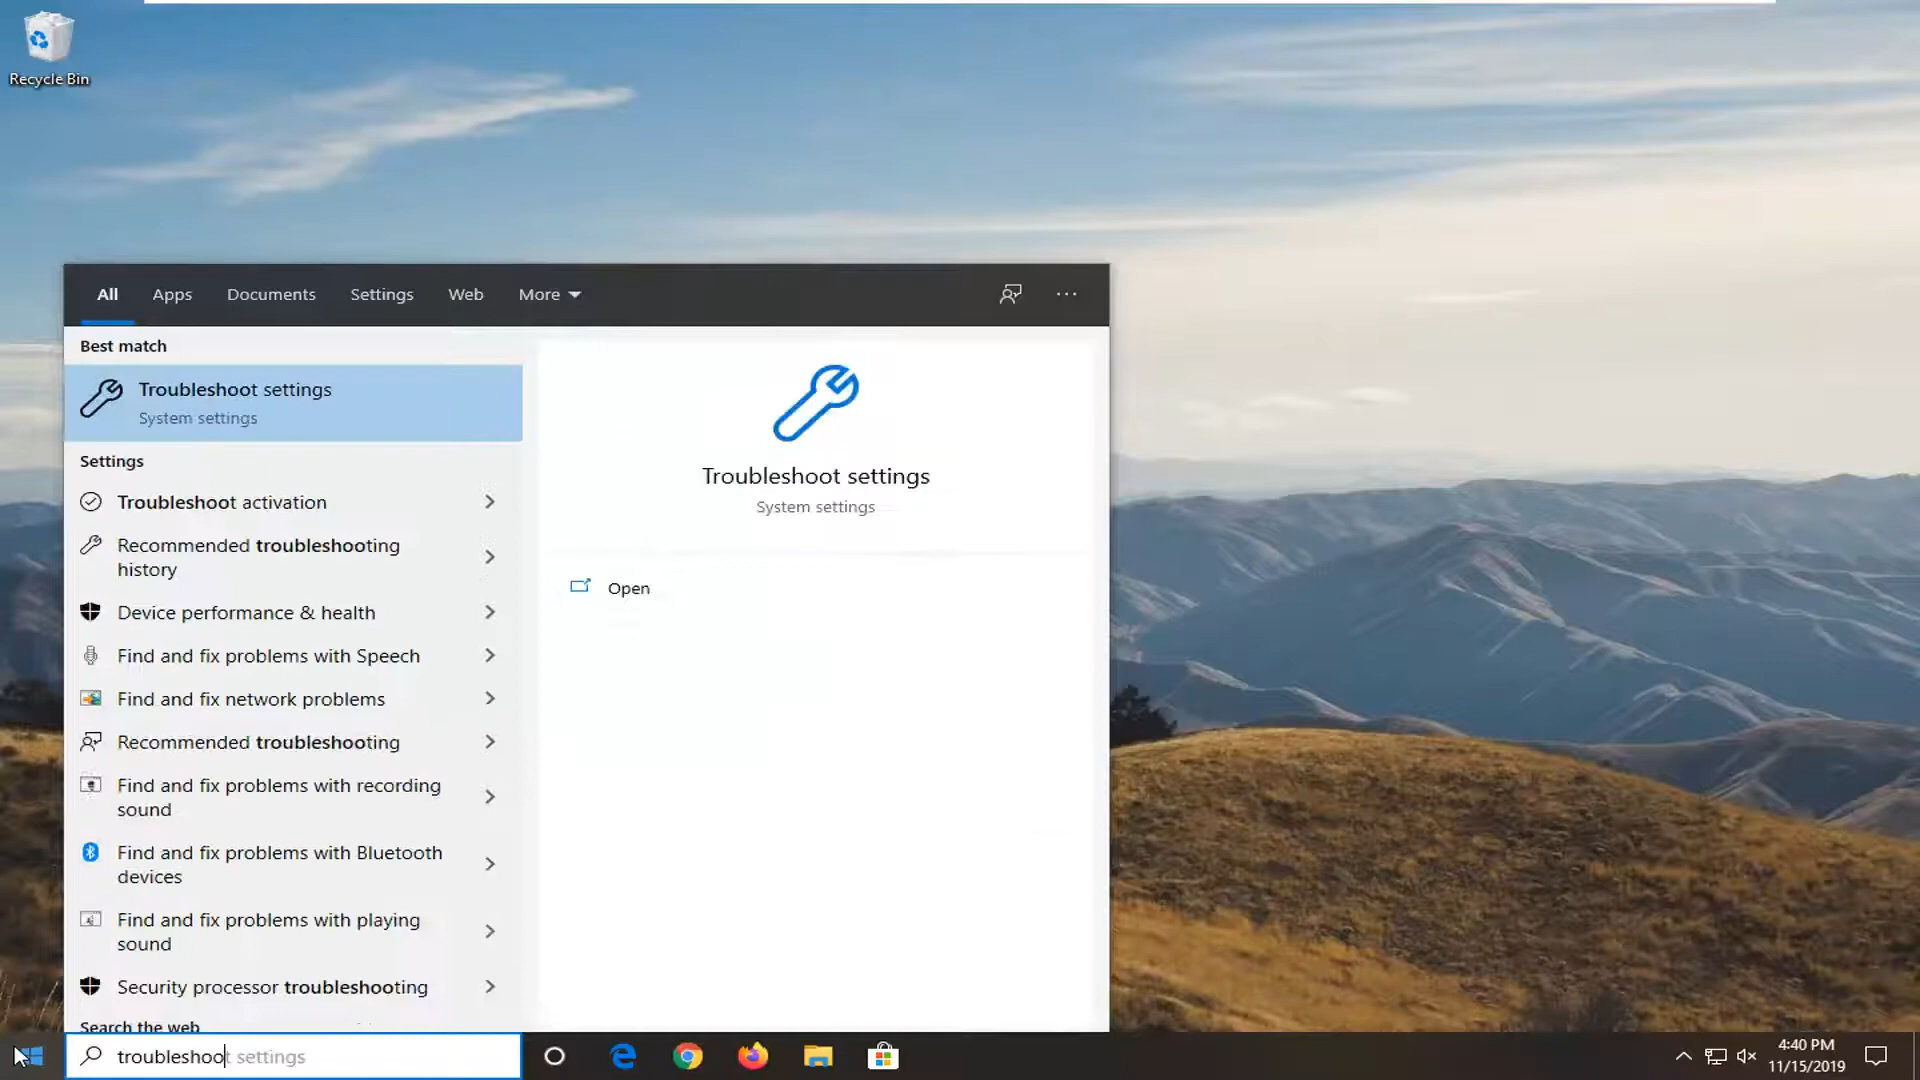 Recycle Bin
All Apps Documents Settings Web More
Best match
Troubleshoot settings
System settings
Settings
Troubleshoot activation
Recommended troubleshooting
history
Device performance & health
Find and fix problems with Speech
Find and fix network problems
Recommended troubleshooting
Find and fix problems with recording
sound
Find and fix problems with Bluetooth
devices
Find and fix problems with playing
sound
Security processor troubleshooting
Search the web
Troubleshoot settings
System settings
Open
troubleshoot settings
4:40 PM
11/15/2019